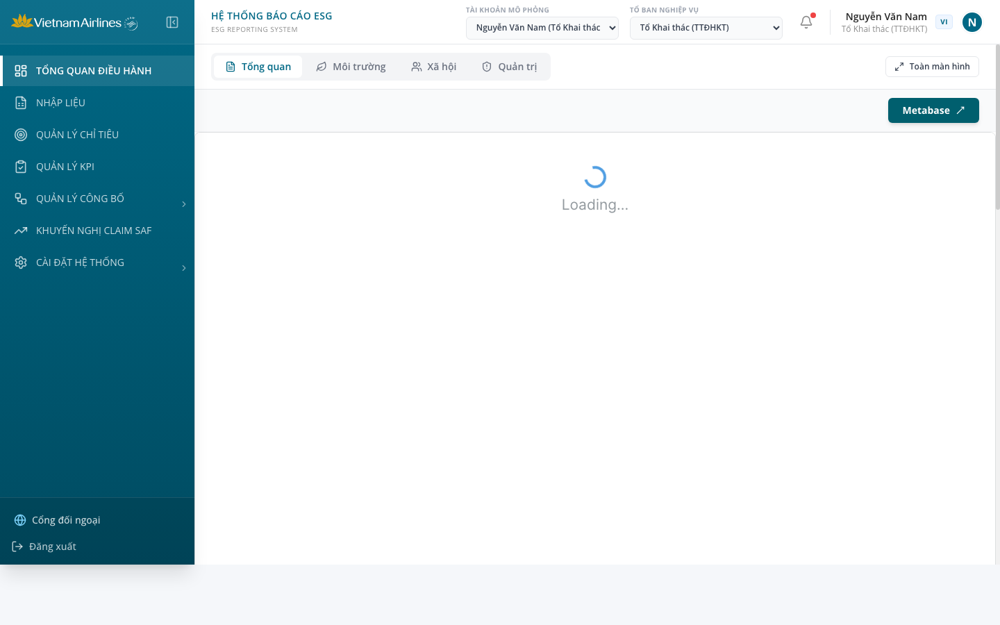 Vietnam Airlines
TỔNG QUAN ĐIỀU HÀNH
NHẬP LIỆU
QUẢN LÝ CHỈ TIÊU
QUẢN LÝ KPI
QUẢN LÝ CÔNG BỐ
KHUYẾN NGHỊ CLAIM SAF
CÀI ĐẶT HỆ THỐNG
Cổng đối ngoại
Đăng xuất
HỆ THỐNG BÁO CÁO ESG
ESG REPORTING SYSTEM
TÀI KHOẢN MÔ PHỎNG
Nguyễn Văn Nam (Tổ Khai thác
TỔ BAN NGHIỆP VỤ
Tổ Khai thác (TTĐHKT)
Nguyễn Văn Nam
Tổ Khai thác (TTĐHKT)
VI
N
Tổng quan
Môi trường
Xã hội
Quản trị
Toàn màn hình
Metabase
Loading...